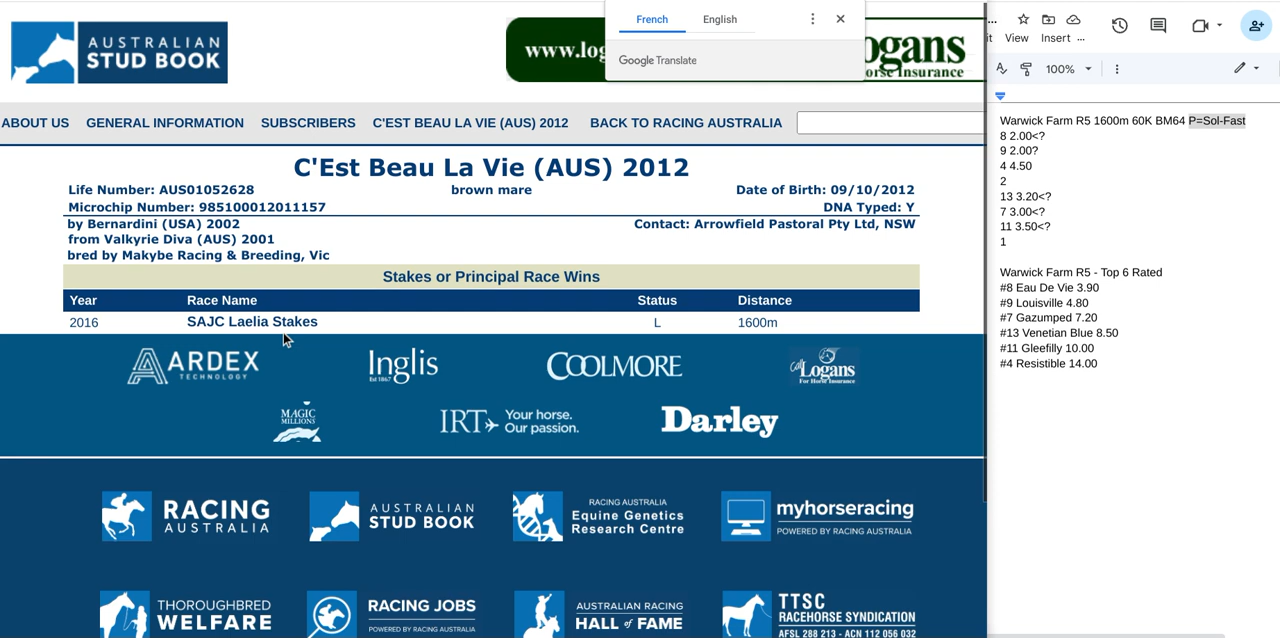 AUSTRALIAN
STUD BOOK
www.log
ogans
orse Insurance
French
English
Google Translate
...
it View Insert ...
100%
ABOUT US GENERAL INFORMATION SUBSCRIBERS C'EST BEAU LA VIE (AUS) 2012 BACK TO RACING AUSTRALIA
C'Est Beau La Vie (AUS) 2012
Life Number: AUS01052628 brown mare Date of Birth: 09/10/2012
Microchip Number: 985100012011157 DNA Typed: Y
by Bernardini (USA) 2002 Contact: Arrowfield Pastoral Pty Ltd, NSW
from Valkyrie Diva (AUS) 2001
bred by Makybe Racing & Breeding, Vic
Stakes or Principal Race Wins
Year Race Name Status Distance
2016 SAJC Laelia Stakes L 1600m
ARDEX
TECHNOLOGY
Inglis
Est 1867
COOLMORE
Call Logans
For Horse Insurance
MAGIC
MILLIONS
IRT Your horse.
Our passion.
Darley
RACING
AUSTRALIA
AUSTRALIAN
STUD BOOK
RACING AUSTRALIA
Equine Genetics
Research Centre
myhorseracing
POWERED BY RACING AUSTRALIA
THOROUGHBRED
WELFARE
RACING JOBS
POWERED BY RACING AUSTRALIA
AUSTRALIAN RACING
HALL of FAME
TTSC
RACEHORSE SYNDICATION
AFSL 288 213 - ACN 112 056 032
Warwick Farm R5 1600m 60K BM64 P=Sol-Fast
8 2.00<?
9 2.00?
4 4.50
2
13 3.20<?
7 3.00<?
11 3.50<?
1
Warwick Farm R5 - Top 6 Rated
#8 Eau De Vie 3.90
#9 Louisville 4.80
#7 Gazumped 7.20
#13 Venetian Blue 8.50
#11 Gleefilly 10.00
#4 Resistible 14.00